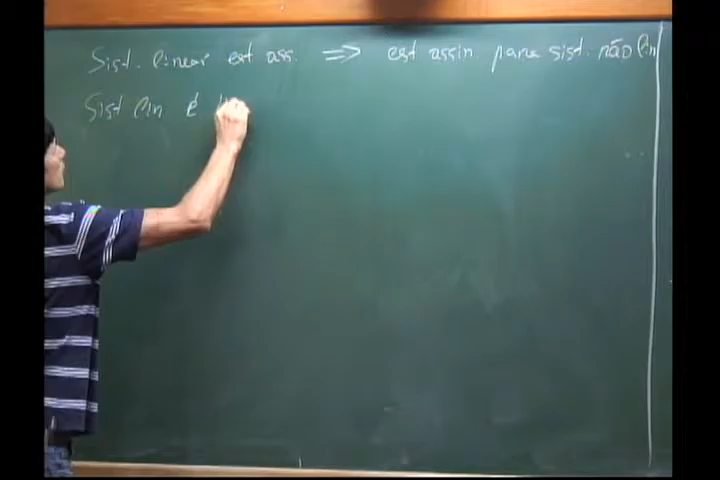 Sist. linear est ass. ⇒ est assin. para sist. não lin
Sist lin é